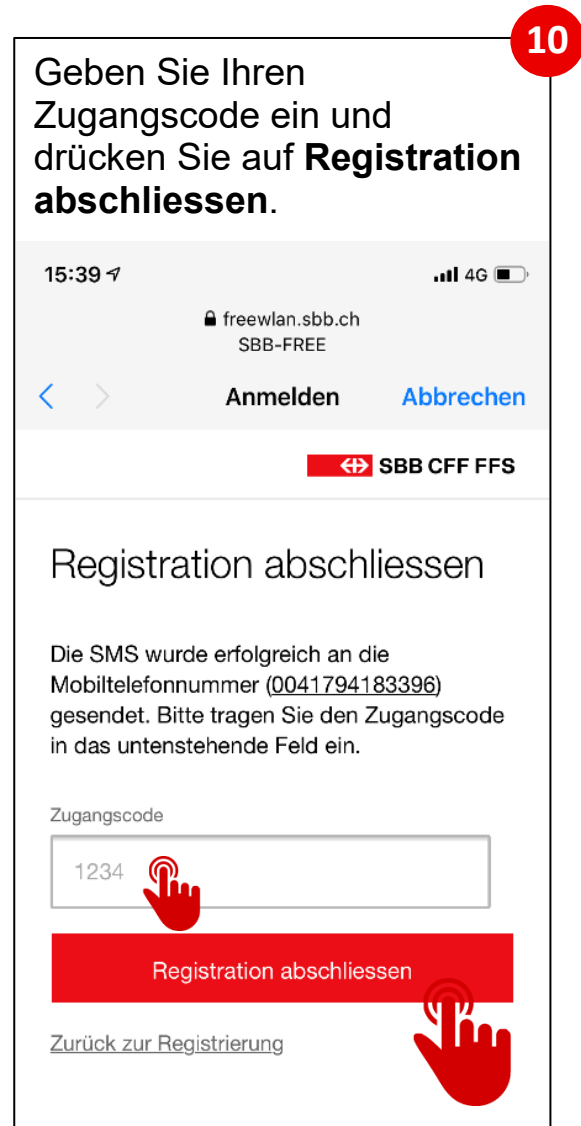 10
Geben Sie Ihren
Zugangscode ein und
drücken Sie auf Registration
abschliessen.
15:39 4G
freewlan.sbb.ch
SBB-FREE
< > Anmelden Abbrechen
SBB CFF FFS
Registration abschliessen
Die SMS wurde erfolgreich an die
Mobiltelefonnummer (0041794183396)
gesendet. Bitte tragen Sie den Zugangscode
in das untenstehende Feld ein.
Zugangscode
1234
Registration abschliessen
Zurück zur Registrierung